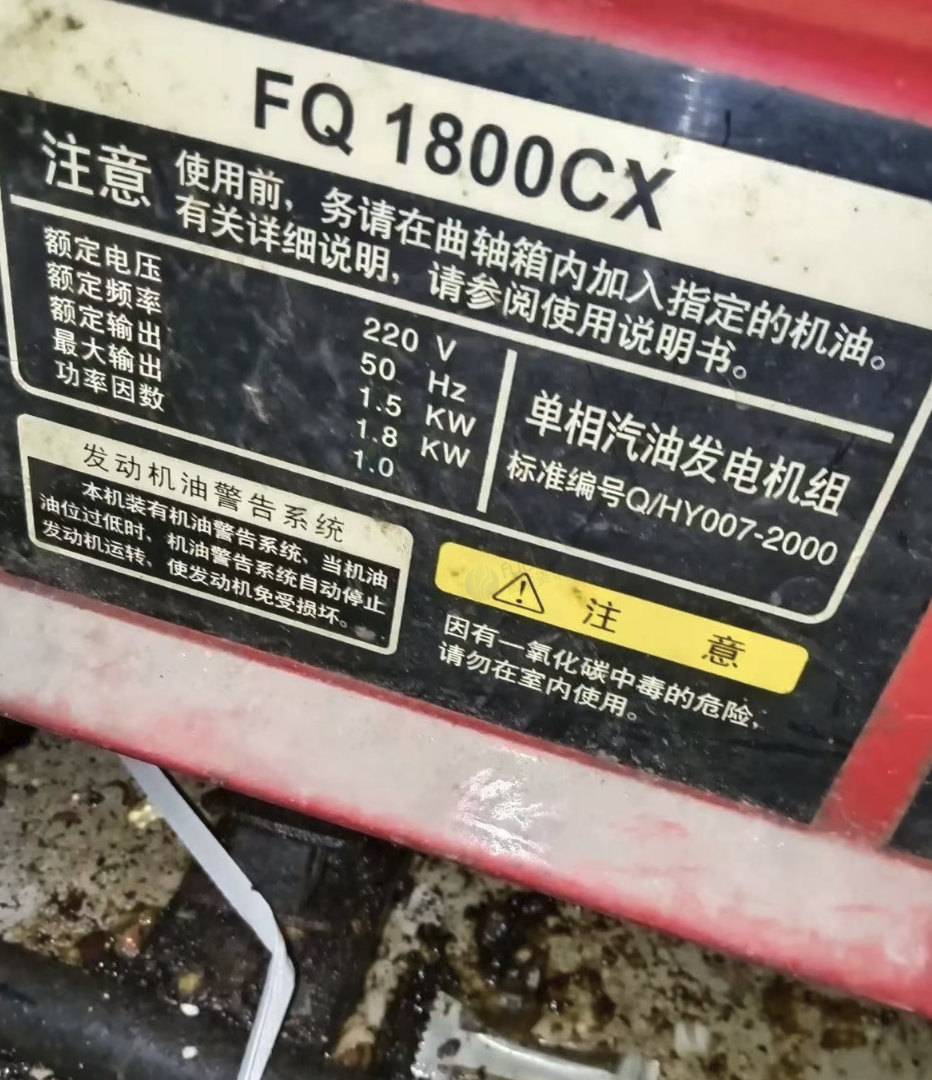 FQ 1800CX
注意 使用前，务请在曲轴箱内加入指定的机油。
有关详细说明，请参阅使用说明书。
额定电压 220 V
额定频率 50 Hz
额定输出 1.5 KW
最大输出 1.8 KW
功率因数 1.0
单相汽油发电机组
标准编号Q/HY007-2000
发动机油警告系统
本机装有机油警告系统、当机油
油位过低时，机油警告系统自动停止
发动机运转，使发动机免受损坏。
注意
因有一氧化碳中毒的危险，
请勿在室内使用。